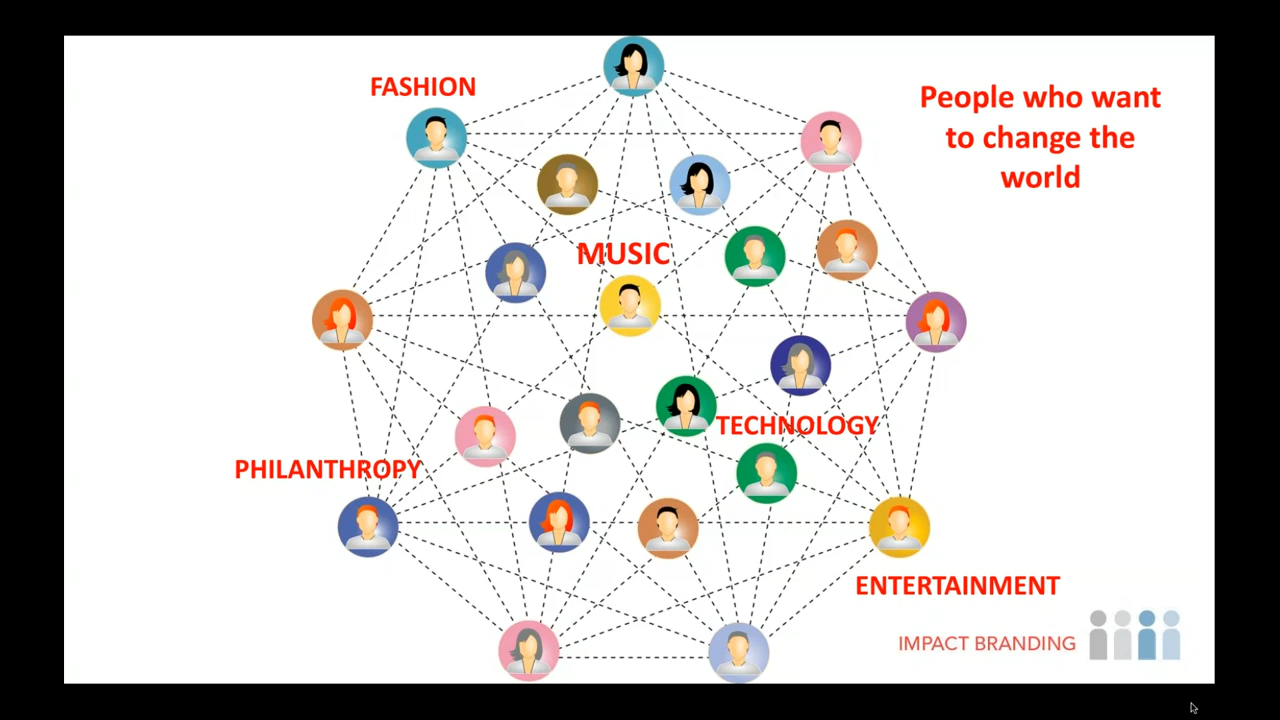 FASHION
People who want
to change the
world
MUSIC
TECHNOLOGY
PHILANTHROPY
ENTERTAINMENT
IMPACT BRANDING